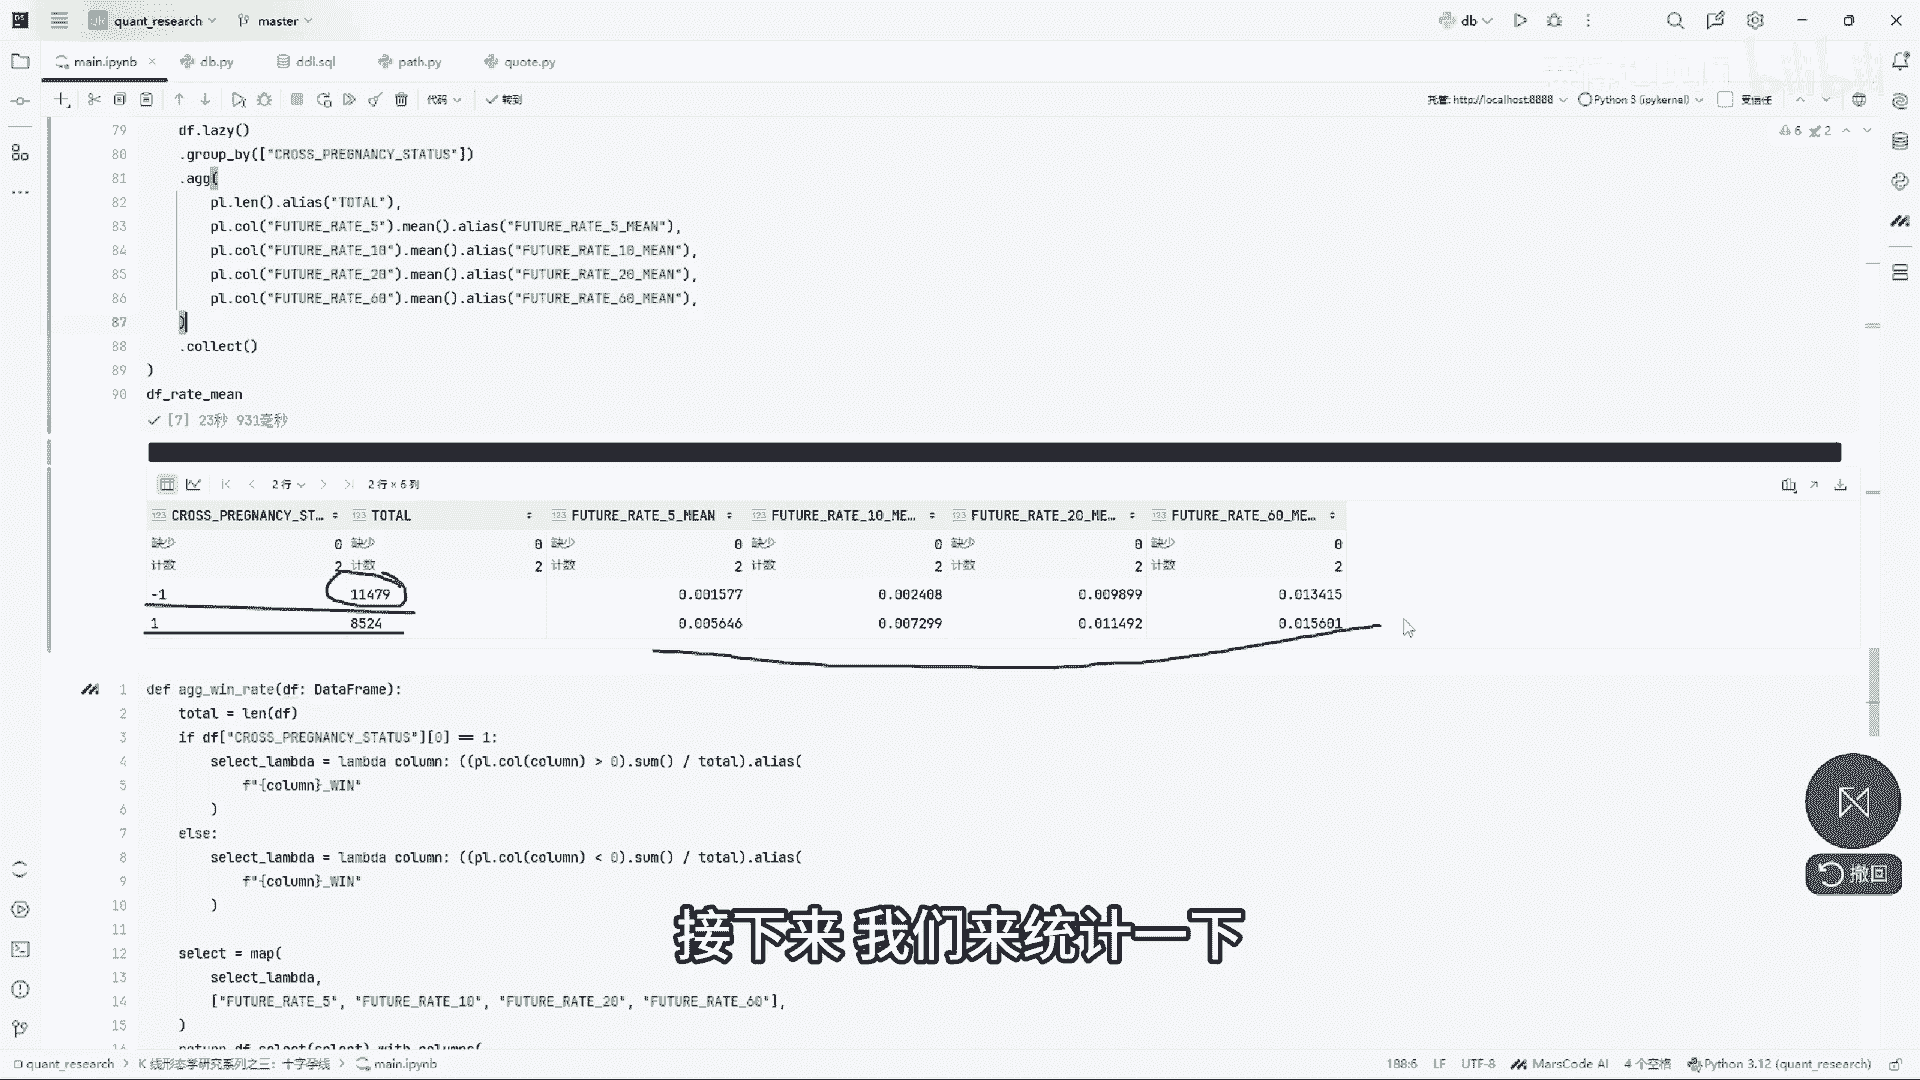 quant_research
master
db
main.ipynb
db.py
ddl.sql
path.py
quote.py
代码
转到
托管: http://localhost:8888
Python 3 (ipykernel)
受信任
6 2
79 df.lazy()
80 .group_by(["CROSS_PREGNANCY_STATUS"])
81 .agg(
82 pl.len().alias("TOTAL"),
83 pl.col("FUTURE_RATE_5").mean().alias("FUTURE_RATE_5_MEAN"),
84 pl.col("FUTURE_RATE_10").mean().alias("FUTURE_RATE_10_MEAN"),
85 pl.col("FUTURE_RATE_20").mean().alias("FUTURE_RATE_20_MEAN"),
86 pl.col("FUTURE_RATE_60").mean().alias("FUTURE_RATE_60_MEAN"),
87 )
88 .collect()
89 )
90 df_rate_mean
[7] 23秒 931毫秒
2 行 2 行 × 6 列
CROSS_PREGNANCY_ST... TOTAL FUTURE_RATE_5_MEAN FUTURE_RATE_10_ME... FUTURE_RATE_20_ME... FUTURE_RATE_60_ME...
缺少 0 缺少 0 缺少 0 缺少 0 缺少 0 缺少 0
计数 2 计数 2 计数 2 计数 2 计数 2 计数 2
-1 11479 0.001577 0.002408 0.009899 0.013415
1 8524 0.005646 0.007299 0.011492 0.015601
1 def agg_win_rate(df: DataFrame):
2 total = len(df)
3 if df["CROSS_PREGNANCY_STATUS"][0] == 1:
4 select_lambda = lambda column: ((pl.col(column) > 0).sum() / total).alias(
5 f"{column}_WIN"
6 )
7 else:
8 select_lambda = lambda column: ((pl.col(column) < 0).sum() / total).alias(
9 f"{column}_WIN"
10 )
11
12 select = map(
13 select_lambda,
14 ["FUTURE_RATE_5", "FUTURE_RATE_10", "FUTURE_RATE_20", "FUTURE_RATE_60"],
15 )
16 return df.select(select).with_columns(
撤回
接下来 我们来统计一下
quant_research > K 线形态学研究系列之三：十字孕线 > main.ipynb
188:6 LF UTF-8 MarsCode AI 4 个空格 Python 3.12 (quant_research)